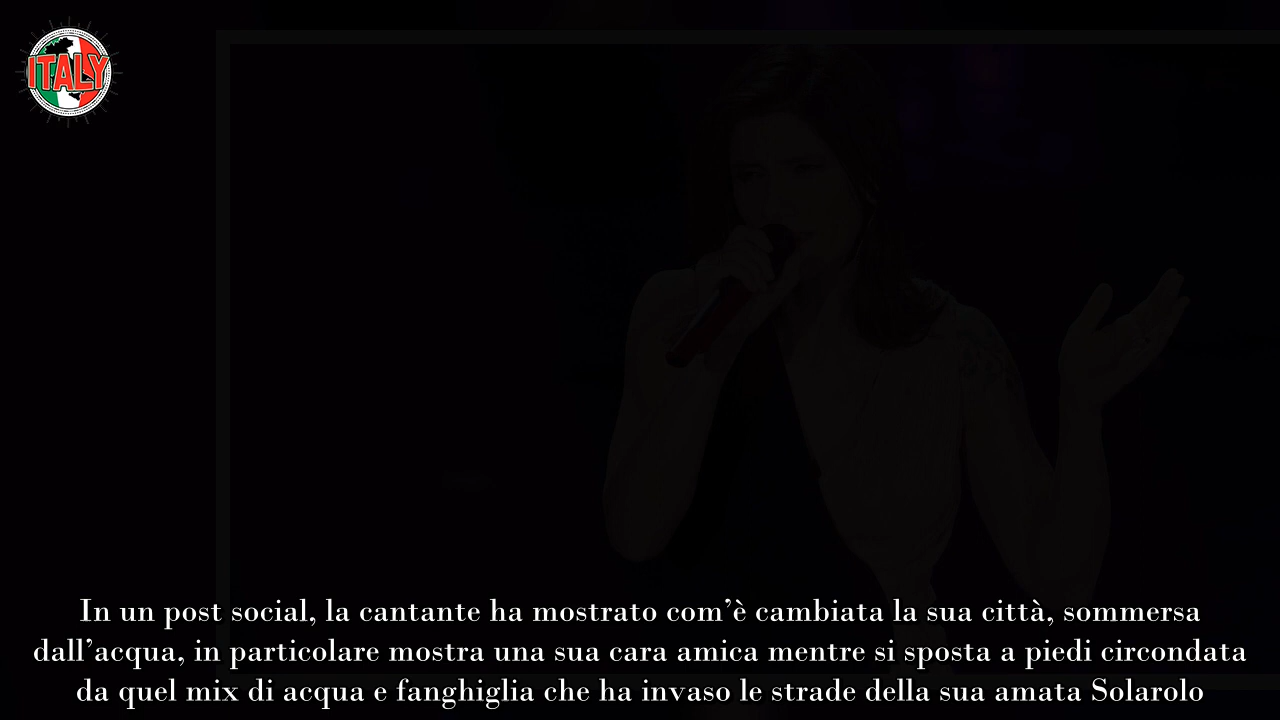 ITALY
In un post social, la cantante ha mostrato com’è cambiata la sua città, sommersa
dall’acqua, in particolare mostra una sua cara amica mentre si sposta a piedi circondata
da quel mix di acqua e fanghiglia che ha invaso le strade della sua amata Solarolo